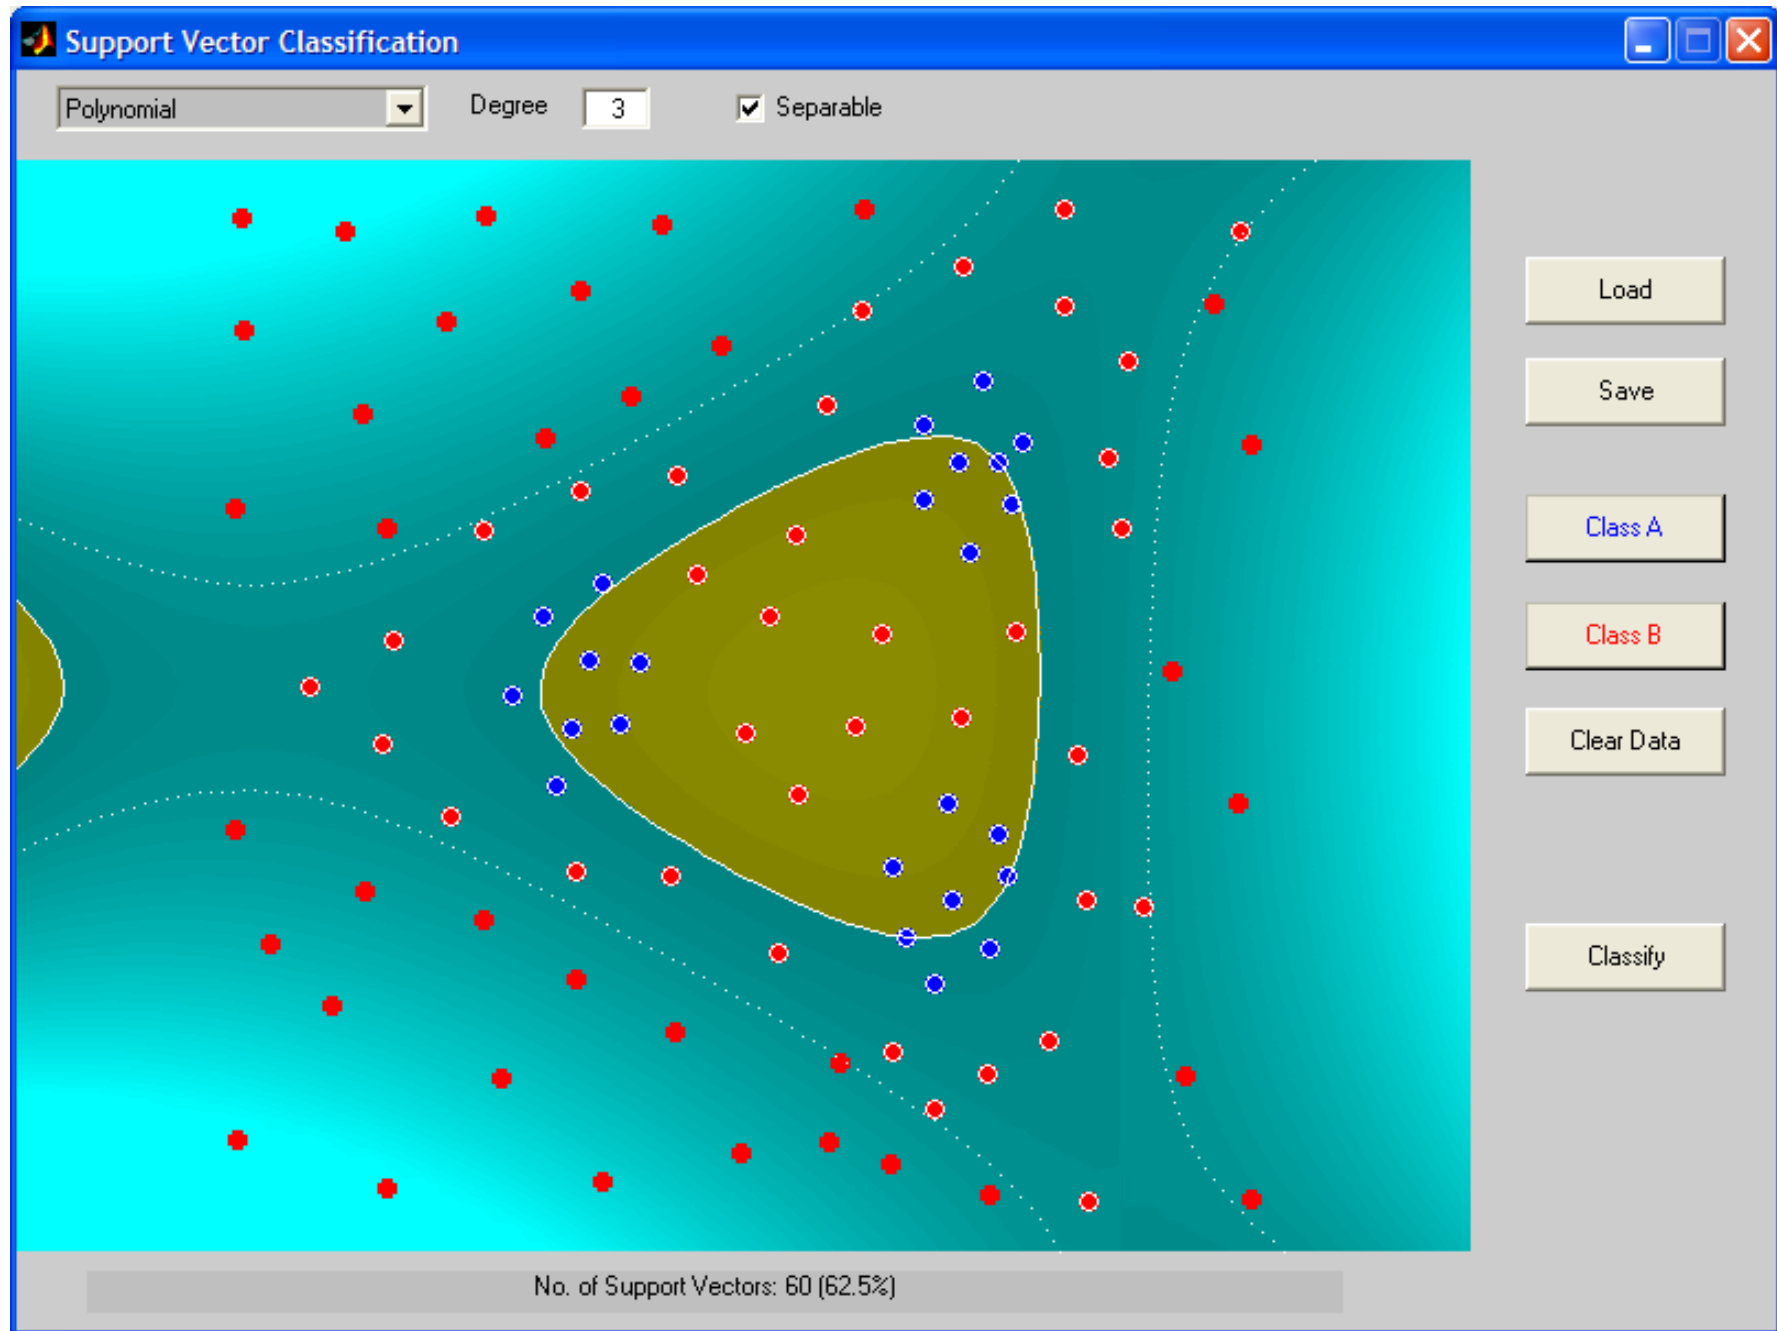 Support Vector Classification
Polynomial Degree 3 Separable
Load
Save
Class A
Class B
Clear Data
Classify
No. of Support Vectors: 60 (62.5%)